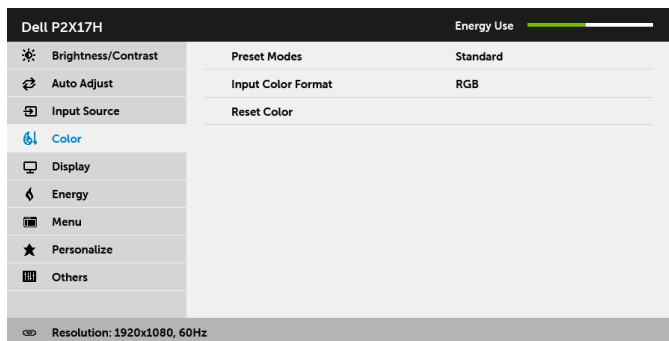 Dell P2X17H Energy Use
Brightness/Contrast Preset Modes Standard
Auto Adjust Input Color Format RGB
Input Source Reset Color
Color
Display
Energy
Menu
Personalize
Others
Resolution: 1920x1080, 60Hz